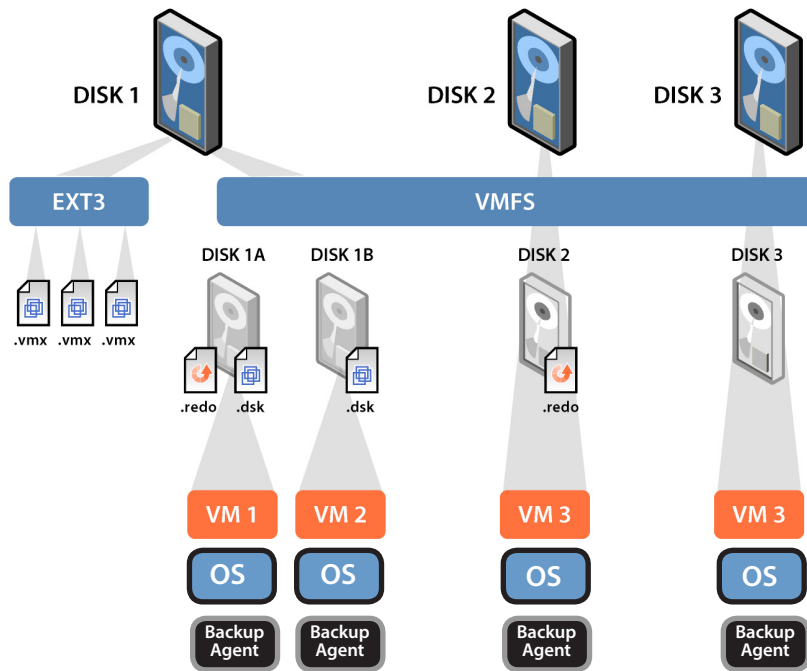 DISK 1
DISK 2
DISK 3
EXT3
VMFS
DISK 1A
DISK 1B
DISK 2
DISK 3
.vmx
.vmx
.vmx
.redo
.dsk
.dsk
.redo
VM 1
VM 2
VM 3
VM 3
OS
OS
OS
OS
Backup
Agent
Backup
Agent
Backup
Agent
Backup
Agent